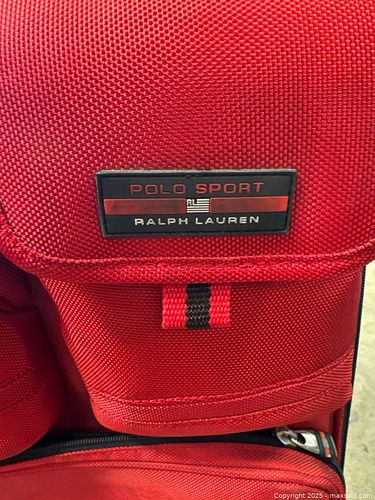 POLO SPORT
RL
RALPH LAUREN
Copyright 2025 - maxsold.com